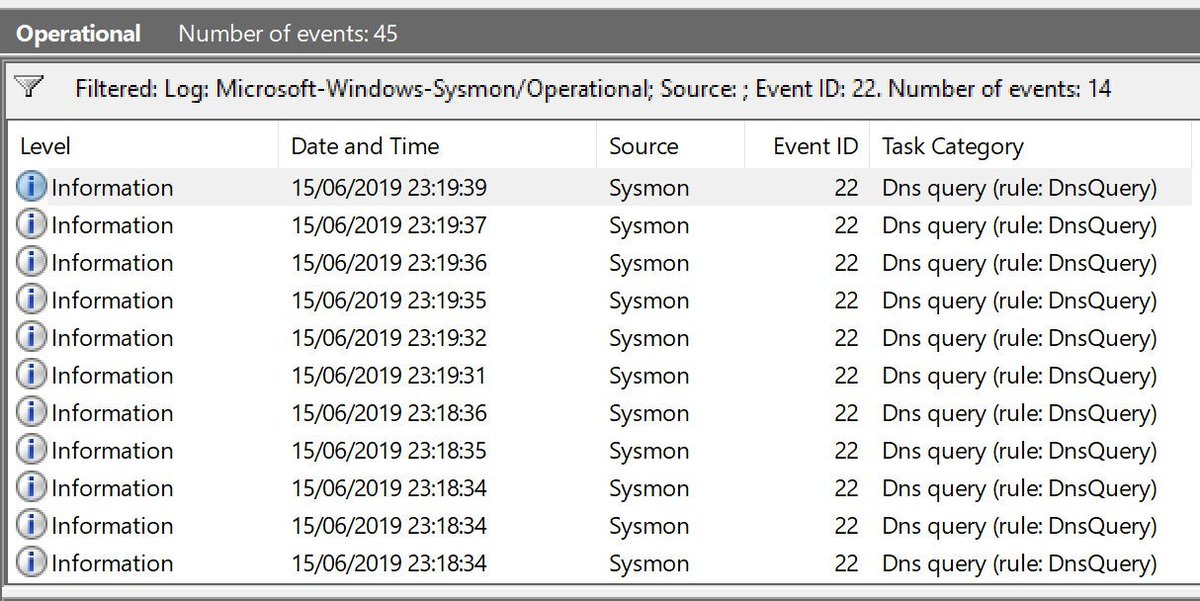 Operational Number of events: 45
Filtered: Log: Microsoft-Windows-Sysmon/Operational; Source: ; Event ID: 22. Number of events: 14
Level Date and Time Source Event ID Task Category
Information 15/06/2019 23:19:39 Sysmon 22 Dns query (rule: DnsQuery)
Information 15/06/2019 23:19:37 Sysmon 22 Dns query (rule: DnsQuery)
Information 15/06/2019 23:19:36 Sysmon 22 Dns query (rule: DnsQuery)
Information 15/06/2019 23:19:35 Sysmon 22 Dns query (rule: DnsQuery)
Information 15/06/2019 23:19:32 Sysmon 22 Dns query (rule: DnsQuery)
Information 15/06/2019 23:19:31 Sysmon 22 Dns query (rule: DnsQuery)
Information 15/06/2019 23:18:36 Sysmon 22 Dns query (rule: DnsQuery)
Information 15/06/2019 23:18:35 Sysmon 22 Dns query (rule: DnsQuery)
Information 15/06/2019 23:18:34 Sysmon 22 Dns query (rule: DnsQuery)
Information 15/06/2019 23:18:34 Sysmon 22 Dns query (rule: DnsQuery)
Information 15/06/2019 23:18:34 Sysmon 22 Dns query (rule: DnsQuery)